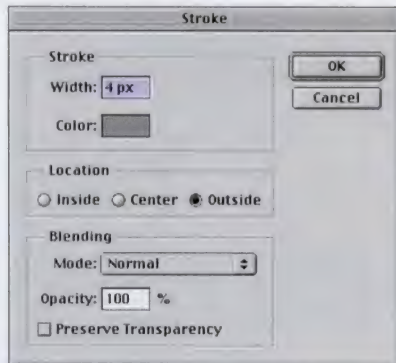 Stroke
Stroke
Width: 4 px
Color:
OK
Cancel
Location
Inside Center Outside
Blending
Mode: Normal
Opacity: 100 %
Preserve Transparency